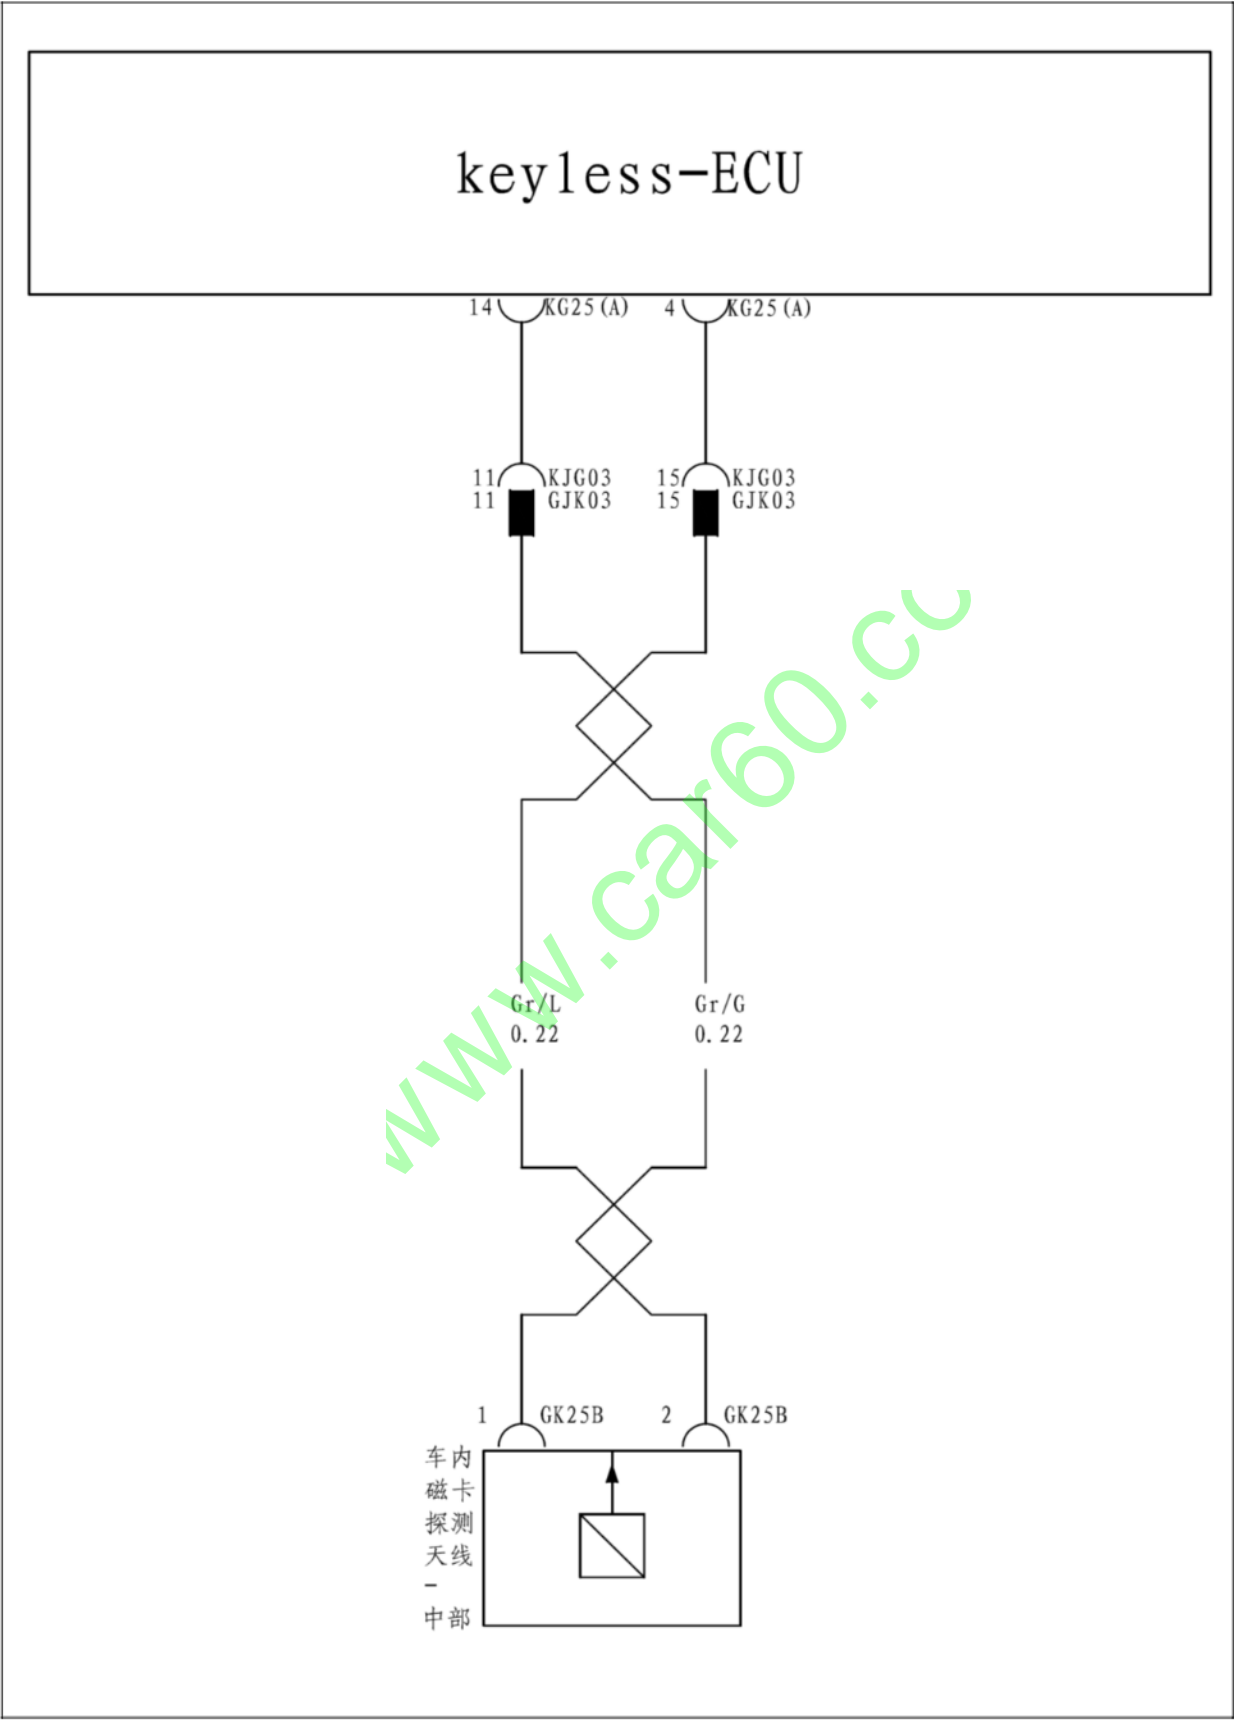 keyless-ECU
14 KG25(A) 4 KG25(A)
11 KJG03 15 KJG03
11 GJK03 15 GJK03
Gr/L Gr/G
0.22 0.22
www.car60.co
1 GK25B 2 GK25B
车内
磁卡
探测
天线
-
中部